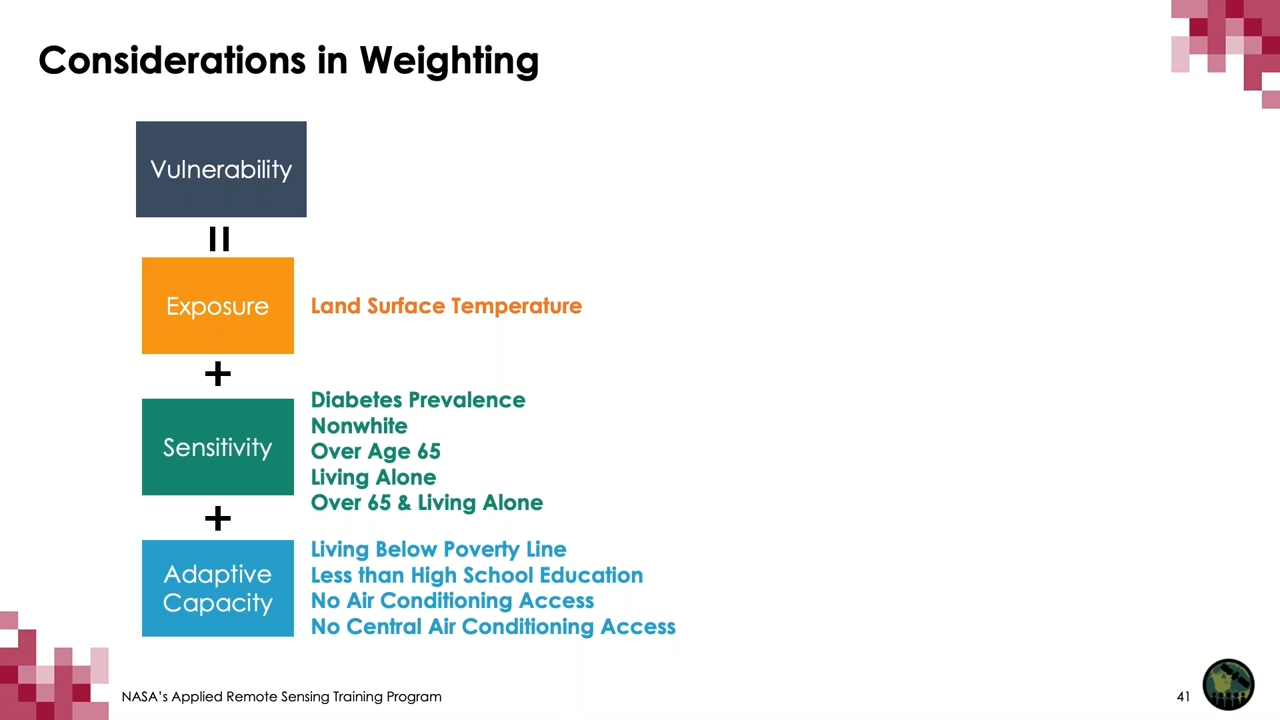 Considerations in Weighting
Vulnerability
=
Exposure
Land Surface Temperature
+
Sensitivity
Diabetes Prevalence
Nonwhite
Over Age 65
Living Alone
Over 65 & Living Alone
+
Adaptive
Capacity
Living Below Poverty Line
Less than High School Education
No Air Conditioning Access
No Central Air Conditioning Access
NASA's Applied Remote Sensing Training Program
41